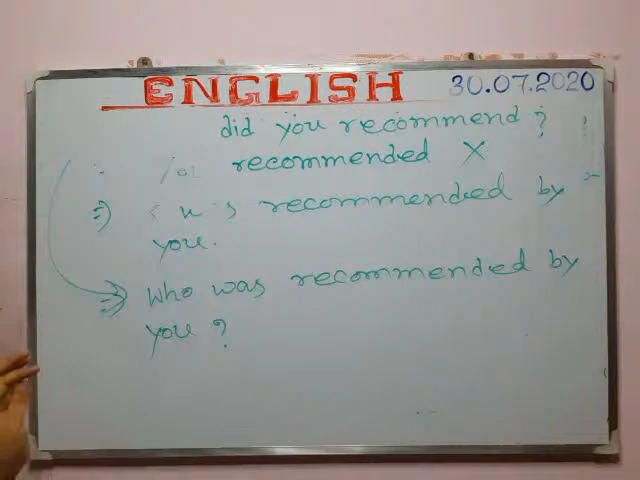 ENGLISH 30.07.2020
did you recommend?
recommended X
recommended by
you.
Who was recommended by
you?